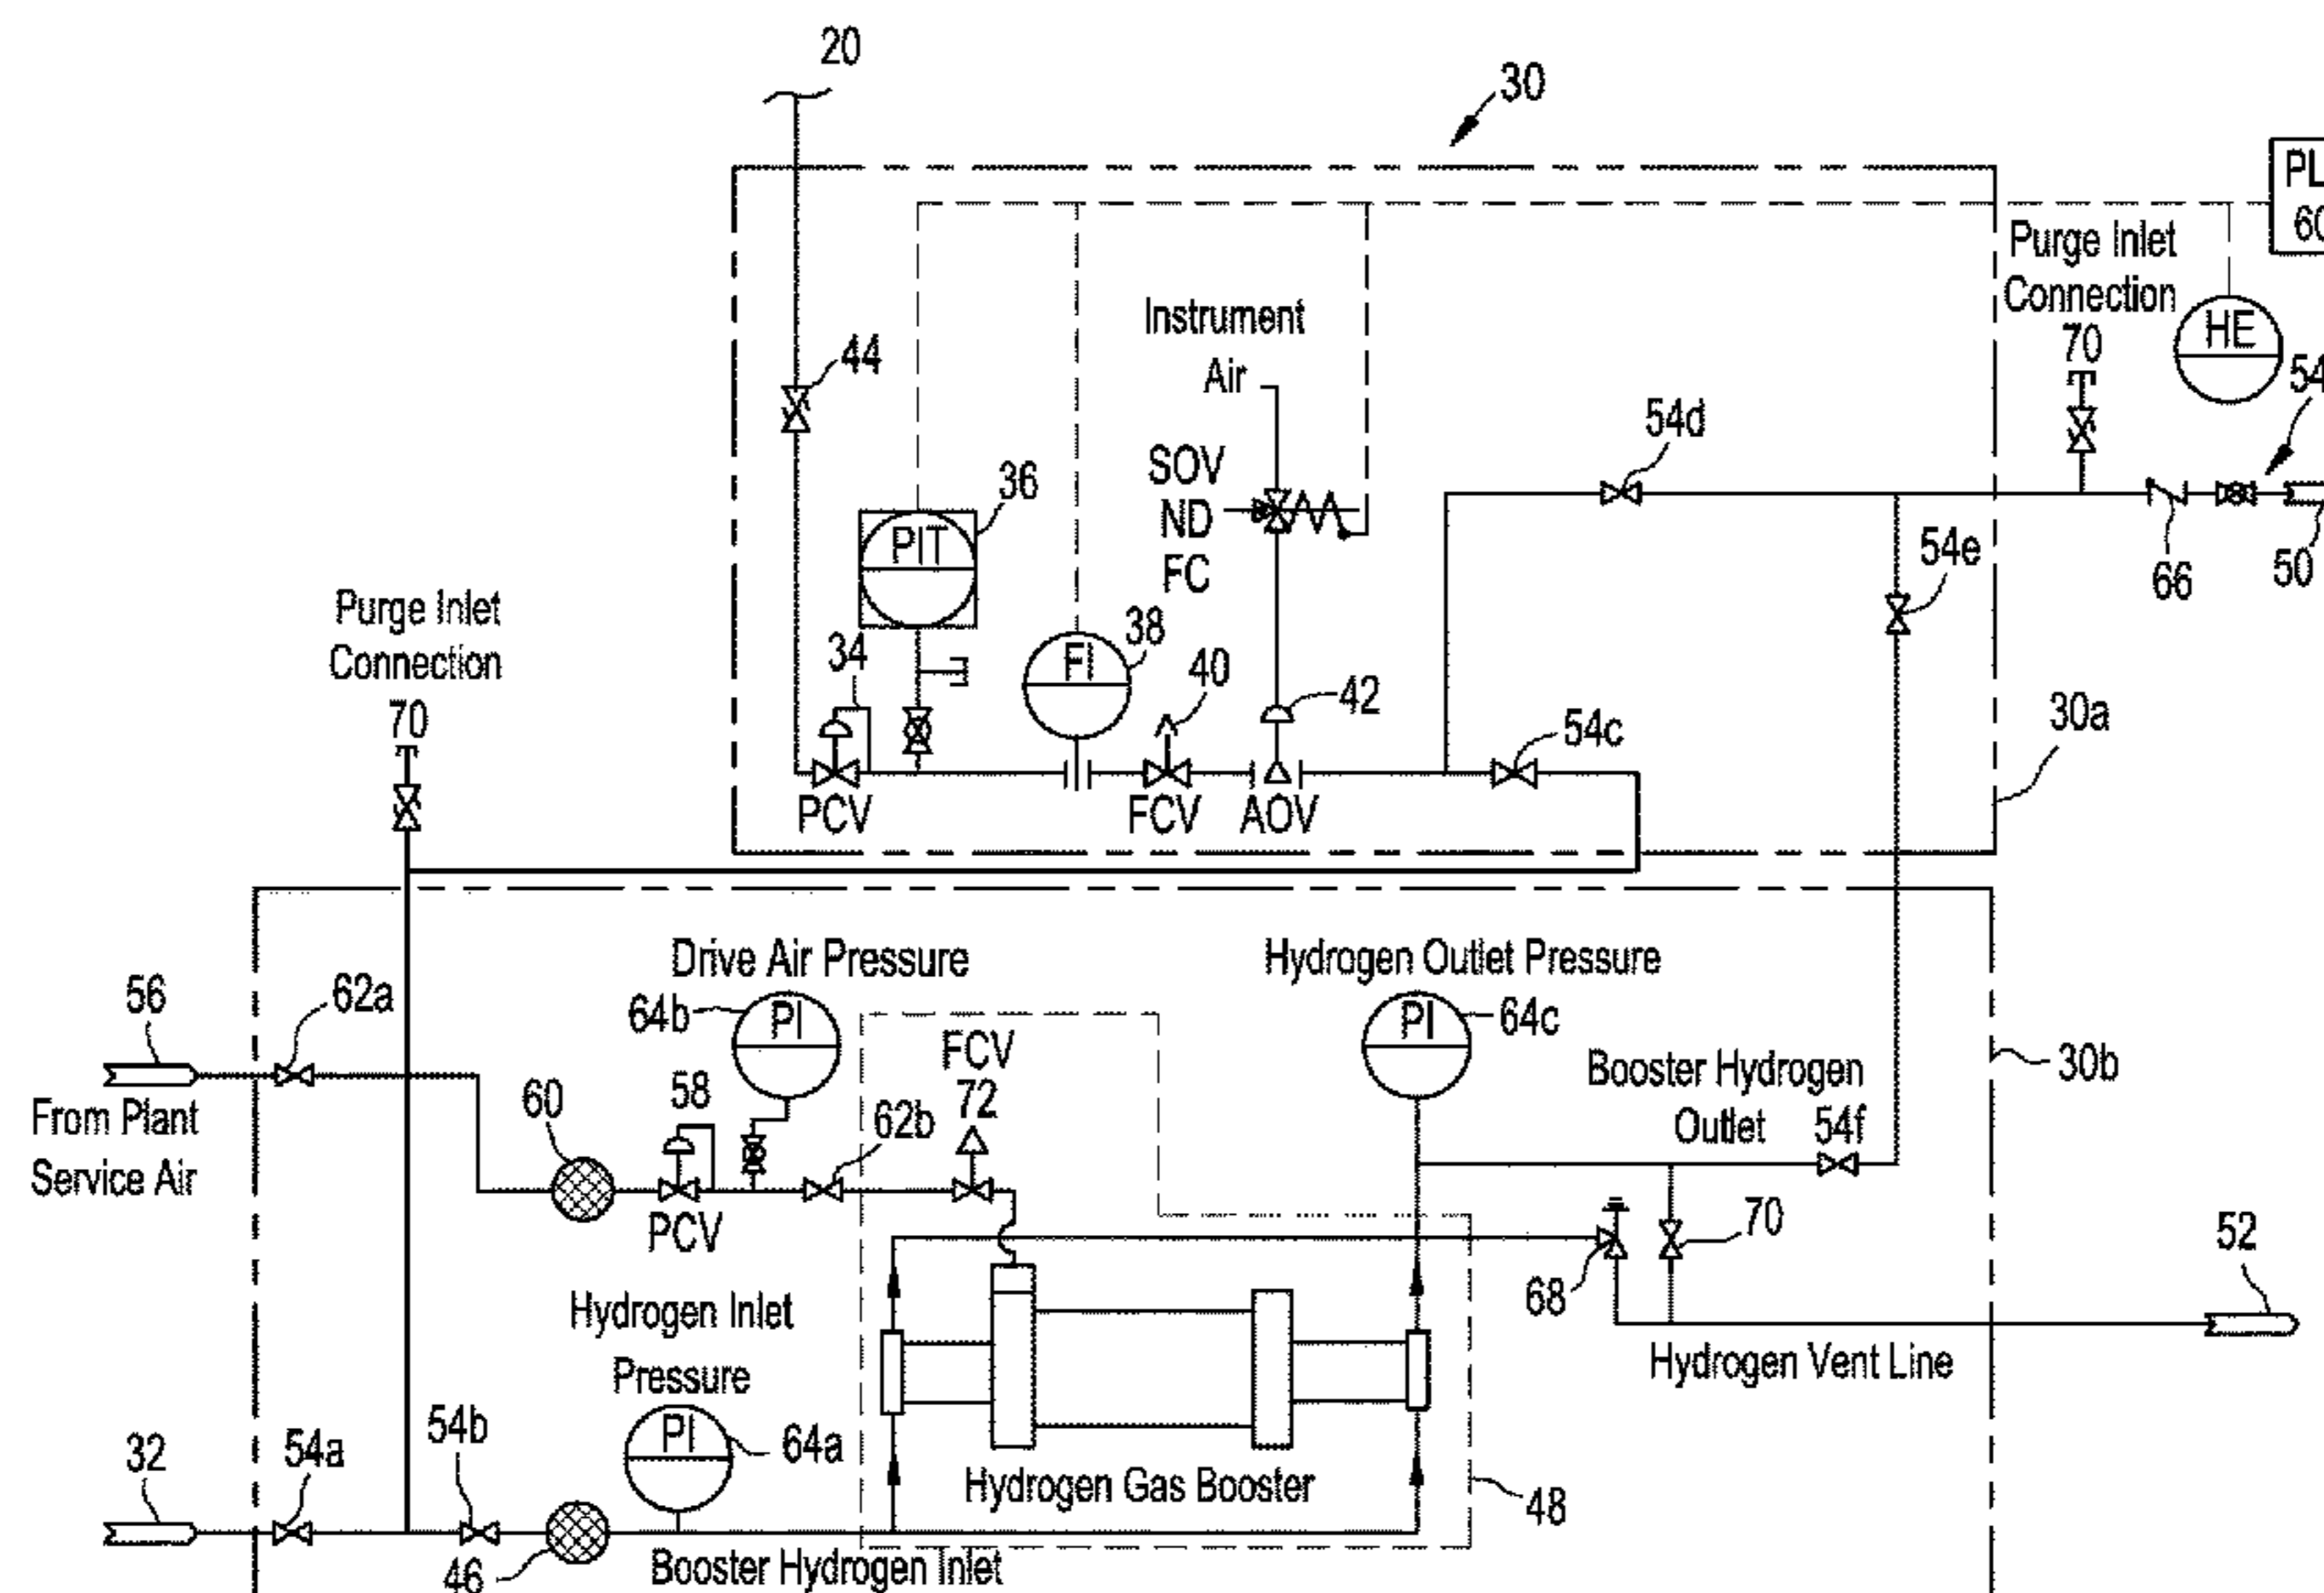 20
30
PL
60
Purge Inlet
Connection
70
HE
54
Instrument
Air
44
54d
SOV
ND
FC
36
PIT
54e
66
50
Purge Inlet
Connection
70
34
FI
38
40
42
54c
30a
PCV
FCV
AOV
Drive Air Pressure
Hydrogen Outlet Pressure
56
62a
64b
PI
FCV
72
PI
64c
30b
From Plant
Service Air
60
58
62b
Booster Hydrogen
Outlet
54f
PCV
68
70
52
Hydrogen Inlet
Pressure
Hydrogen Vent Line
32
54a
54b
PI
64a
Hydrogen Gas Booster
48
46
Booster Hydrogen Inlet